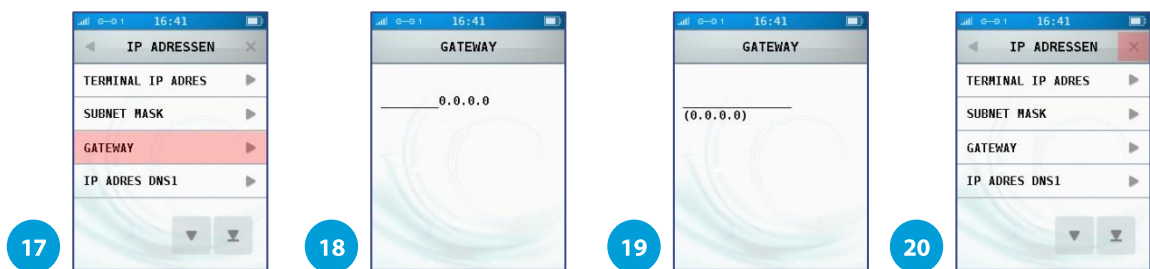 16:41
IP ADRESSEN
TERMINAL IP ADRES
SUBNET MASK
GATEWAY
IP ADRES DNS1
17
16:41
GATEWAY
_______0.0.0.0
18
16:41
GATEWAY
(0.0.0.0)
19
16:41
IP ADRESSEN
TERMINAL IP ADRES
SUBNET MASK
GATEWAY
IP ADRES DNS1
20